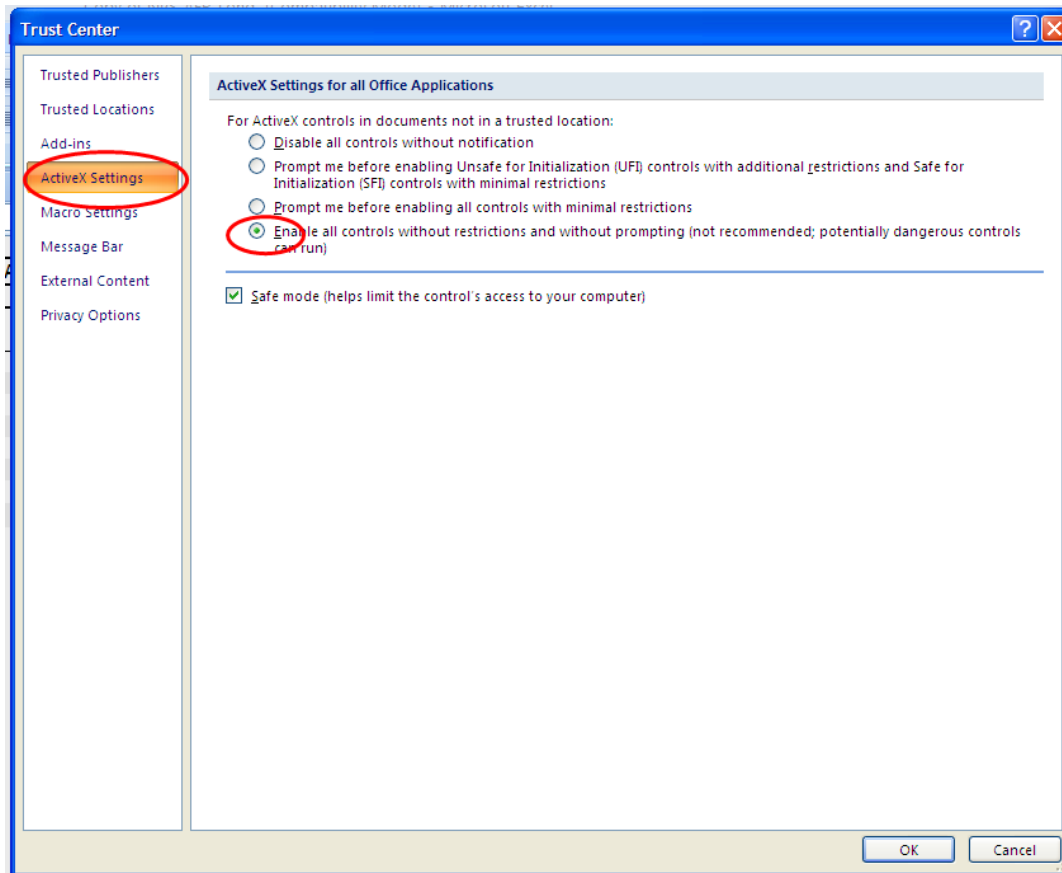 Trust Center
Trusted Publishers
Trusted Locations
Add-ins
ActiveX Settings
Macro Settings
Message Bar
External Content
Privacy Options
ActiveX Settings for all Office Applications
For ActiveX controls in documents not in a trusted location:
Disable all controls without notification
Prompt me before enabling Unsafe for Initialization (UFI) controls with additional restrictions and Safe for
Initialization (SFI) controls with minimal restrictions
Prompt me before enabling all controls with minimal restrictions
Enable all controls without restrictions and without prompting (not recommended; potentially dangerous controls
can run)
Safe mode (helps limit the control's access to your computer)
OK
Cancel